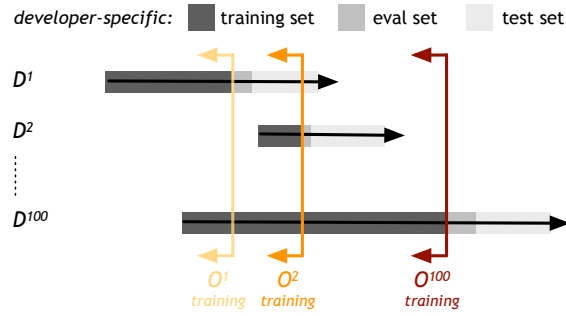 developer-specific: training set eval set test set
D¹
D²
D¹⁰⁰
O¹ O² O¹⁰⁰
training training training